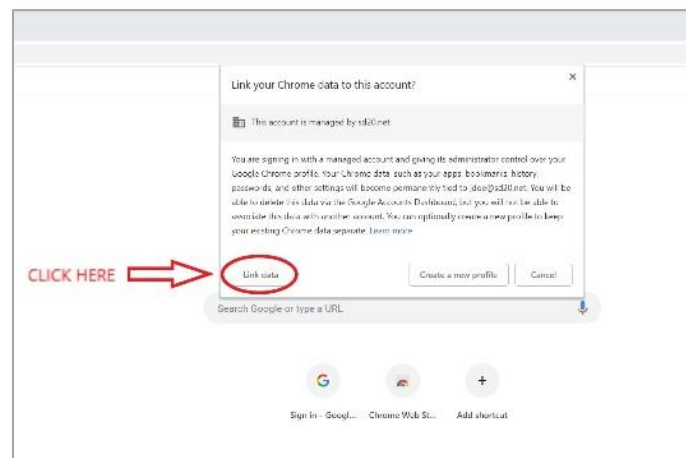 Link your Chrome data to this account?
This account is managed by sd20.net
You are signing in with a managed account and giving its administrator control over your
Google Chrome profile. Your Chrome data, such as your apps, bookmarks, history,
passwords, and other settings will become permanently tied to jdoe@sd20.net. You will be
able to delete this data via the Google Accounts Dashboard, but you will not be able to
associate this data with another account. You can optionally create a new profile to keep
your existing Chrome data separate. Learn more
CLICK HERE
Link data
Create a new profile
Cancel
Search Google or type a URL
Sign in - Googl...
Chrome Web St...
Add shortcut